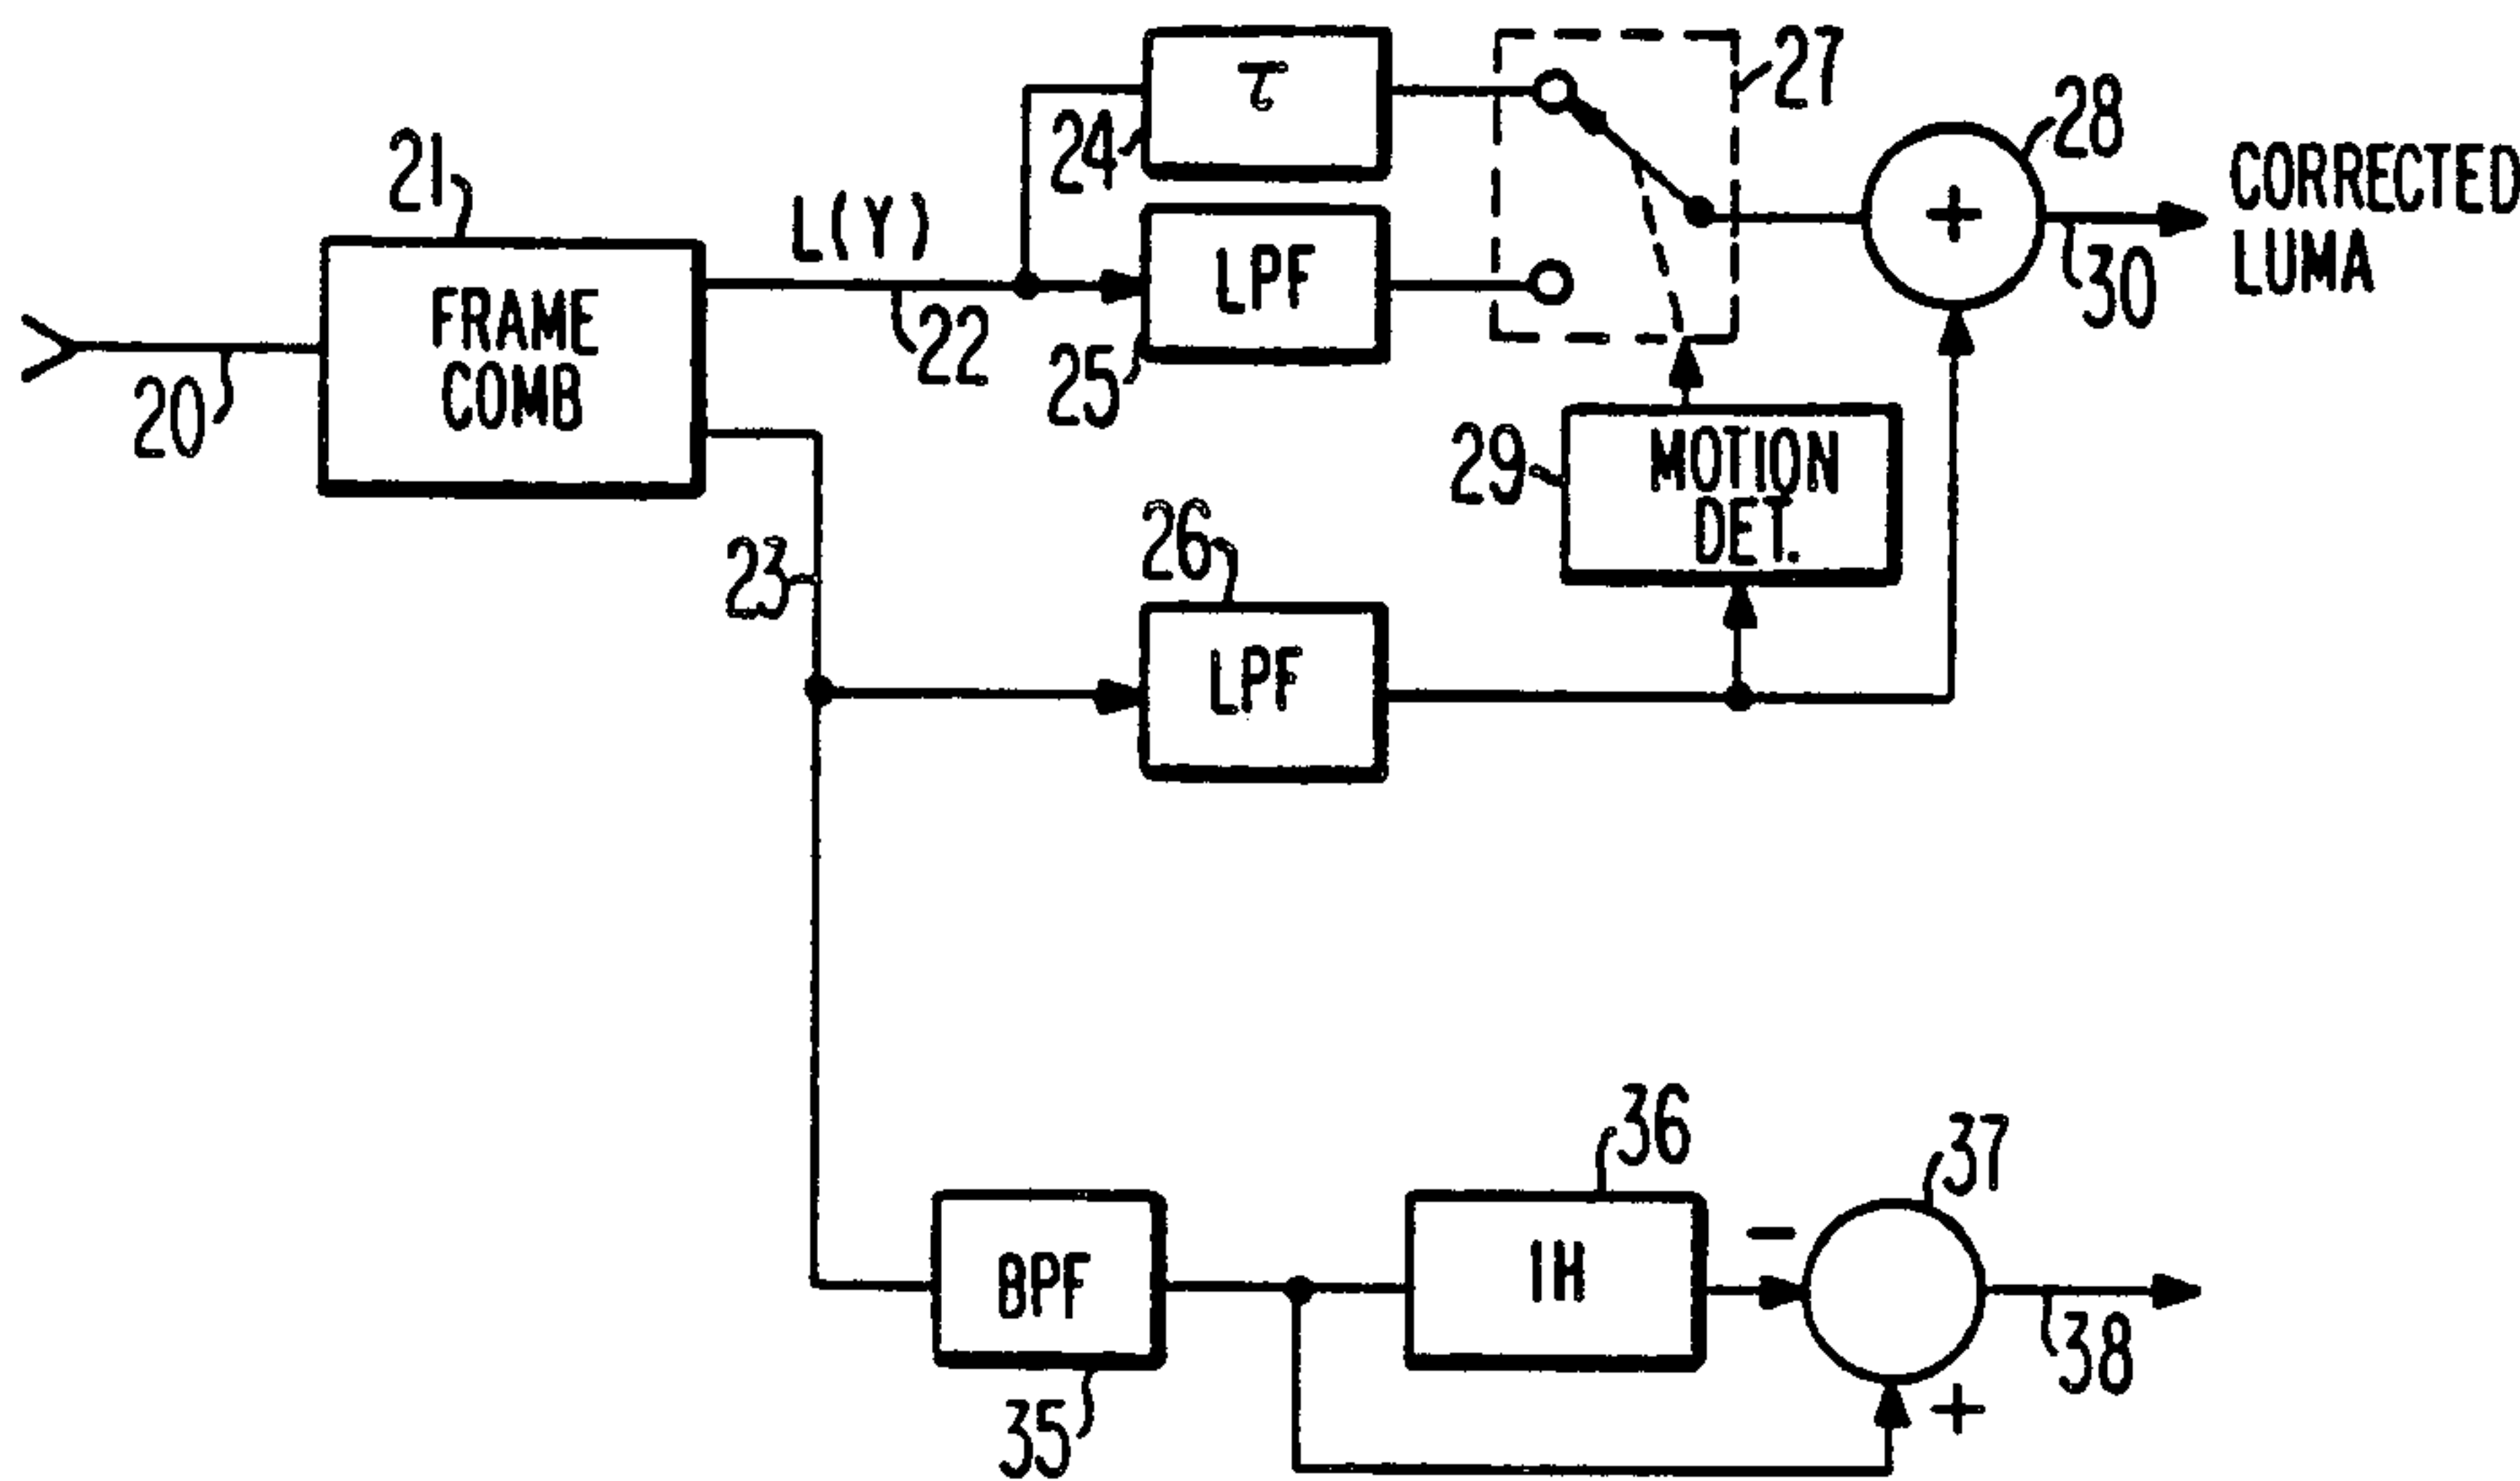 τ
27
24
28
CORRECTED
LUMA
21
L(Y)
LPF
30
FRAME
COMB
22
20
25
29
MOTION
DET.
23
26
LPF
36
37
-
BPF
1H
38
+
35
+